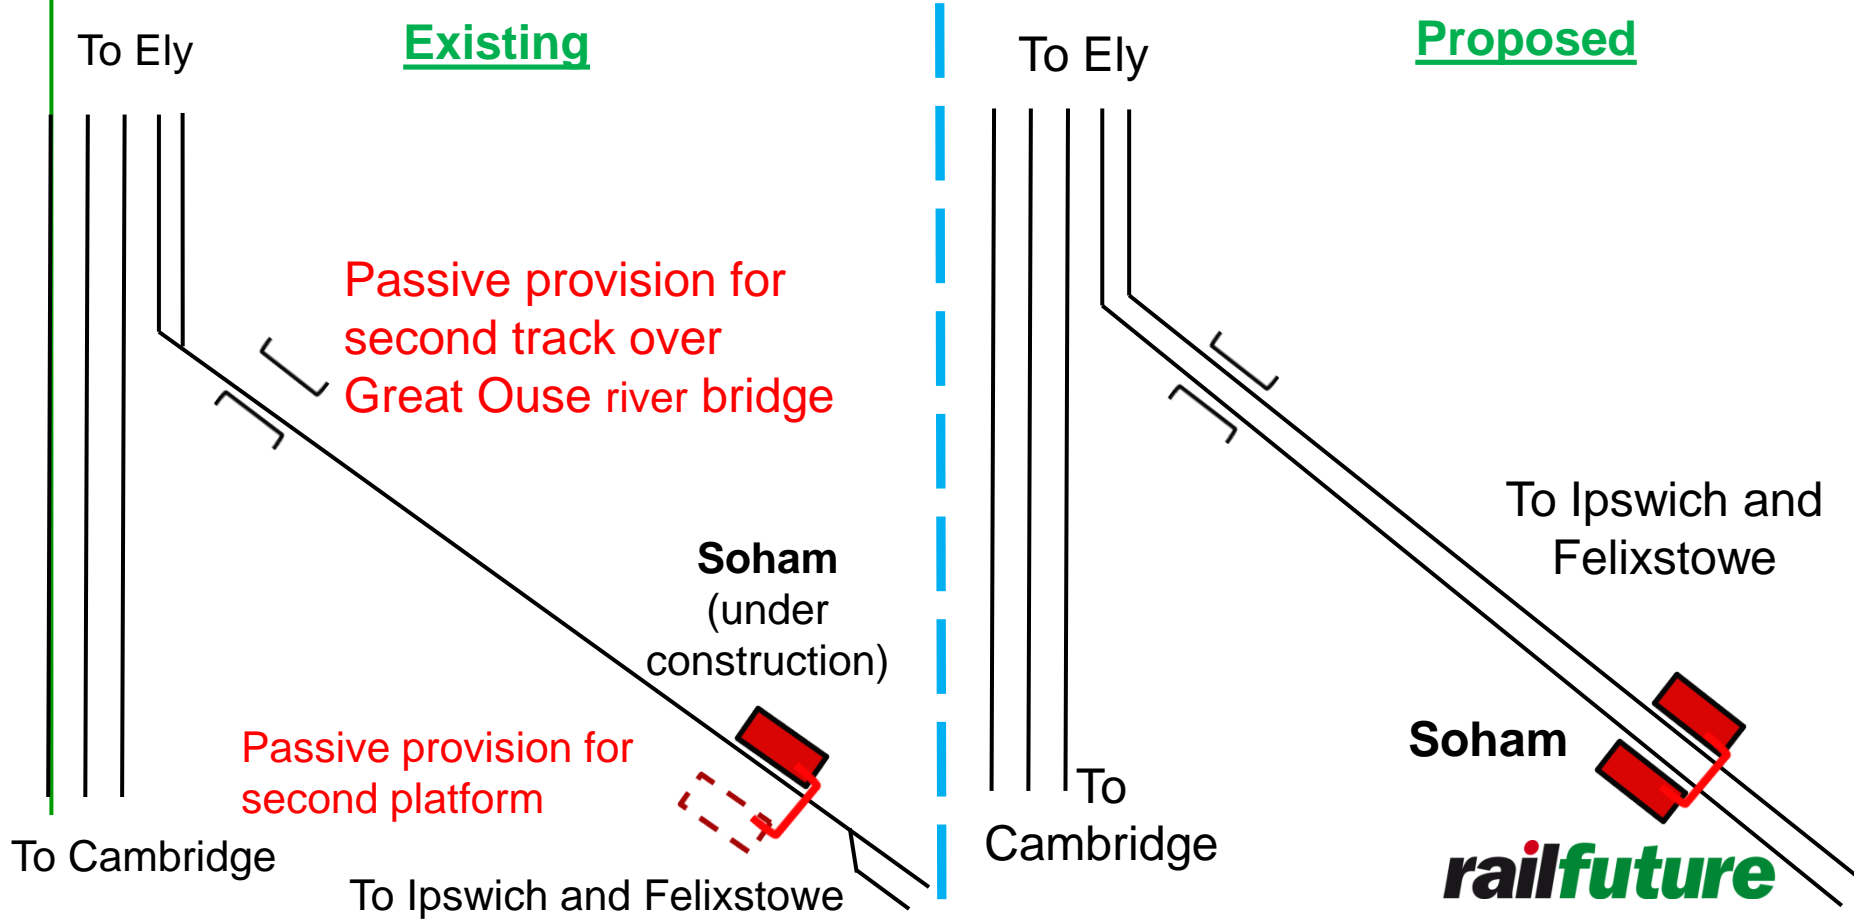 Existing
To Ely
Passive provision for
second track over
Great Ouse river bridge
Soham
(under
construction)
Passive provision for
second platform
To Cambridge
To Ipswich and Felixstowe
Proposed
To Ely
To Ipswich and
Felixstowe
Soham
To
Cambridge
railfuture